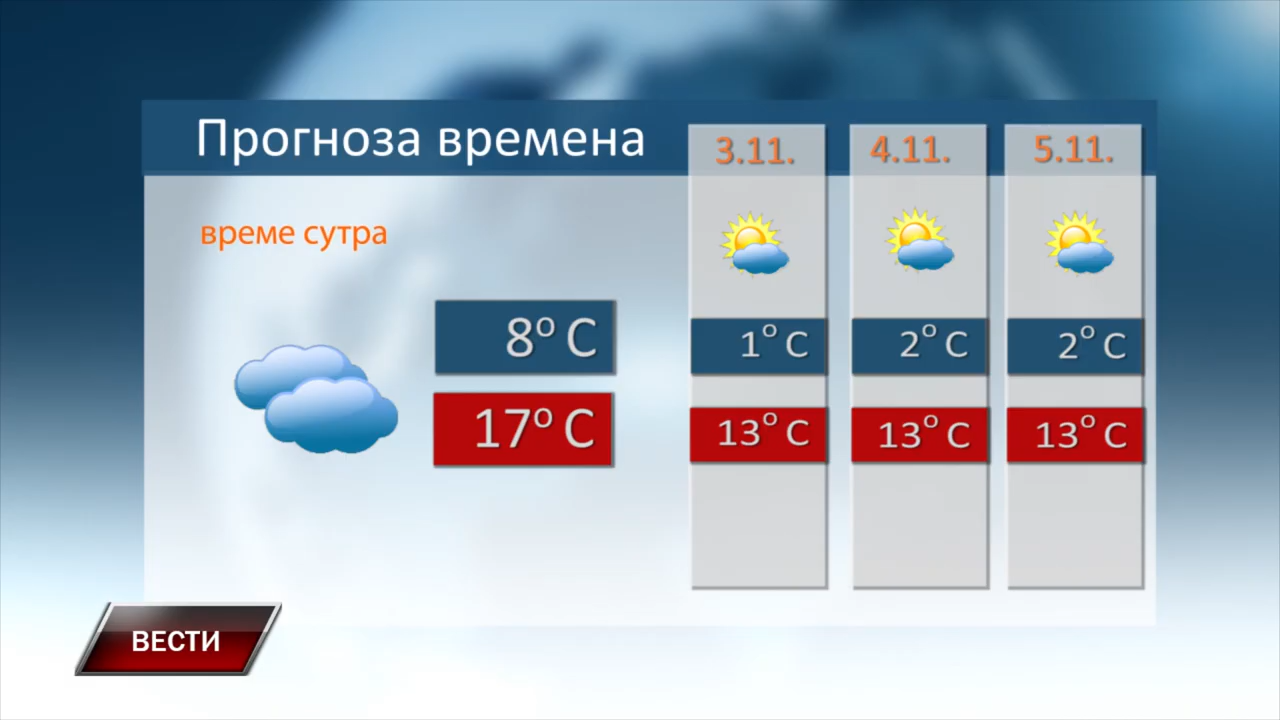 Прогноза времена
време сутра
8° C
17° C
3.11.
1° C
13° C
4.11.
2° C
13° C
5.11.
2° C
13° C
ВЕСТИ